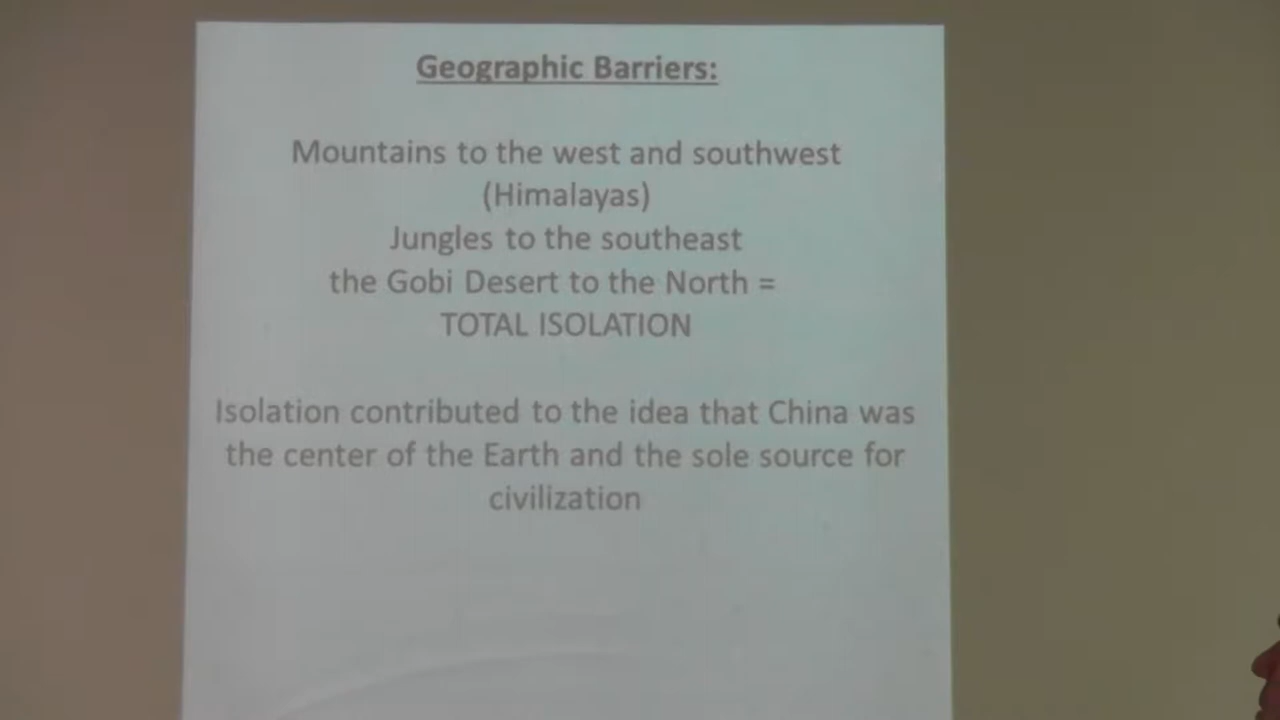 Geographic Barriers:
Mountains to the west and southwest
(Himalayas)
Jungles to the southeast
the Gobi Desert to the North =
TOTAL ISOLATION
Isolation contributed to the idea that China was
the center of the Earth and the sole source for
civilization